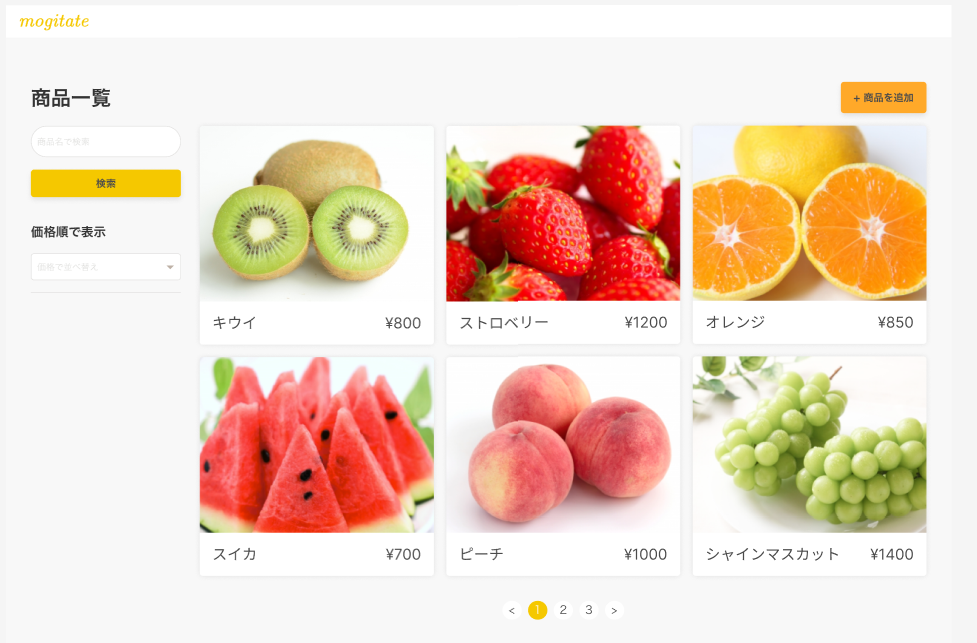 mogitate
商品一覧
+ 商品を追加
商品名で検索
検索
価格順で表示
価格で並べ替え
キウイ ¥800
ストロベリー ¥1200
オレンジ ¥850
スイカ ¥700
ピーチ ¥1000
シャインマスカット ¥1400
< 1 2 3 >